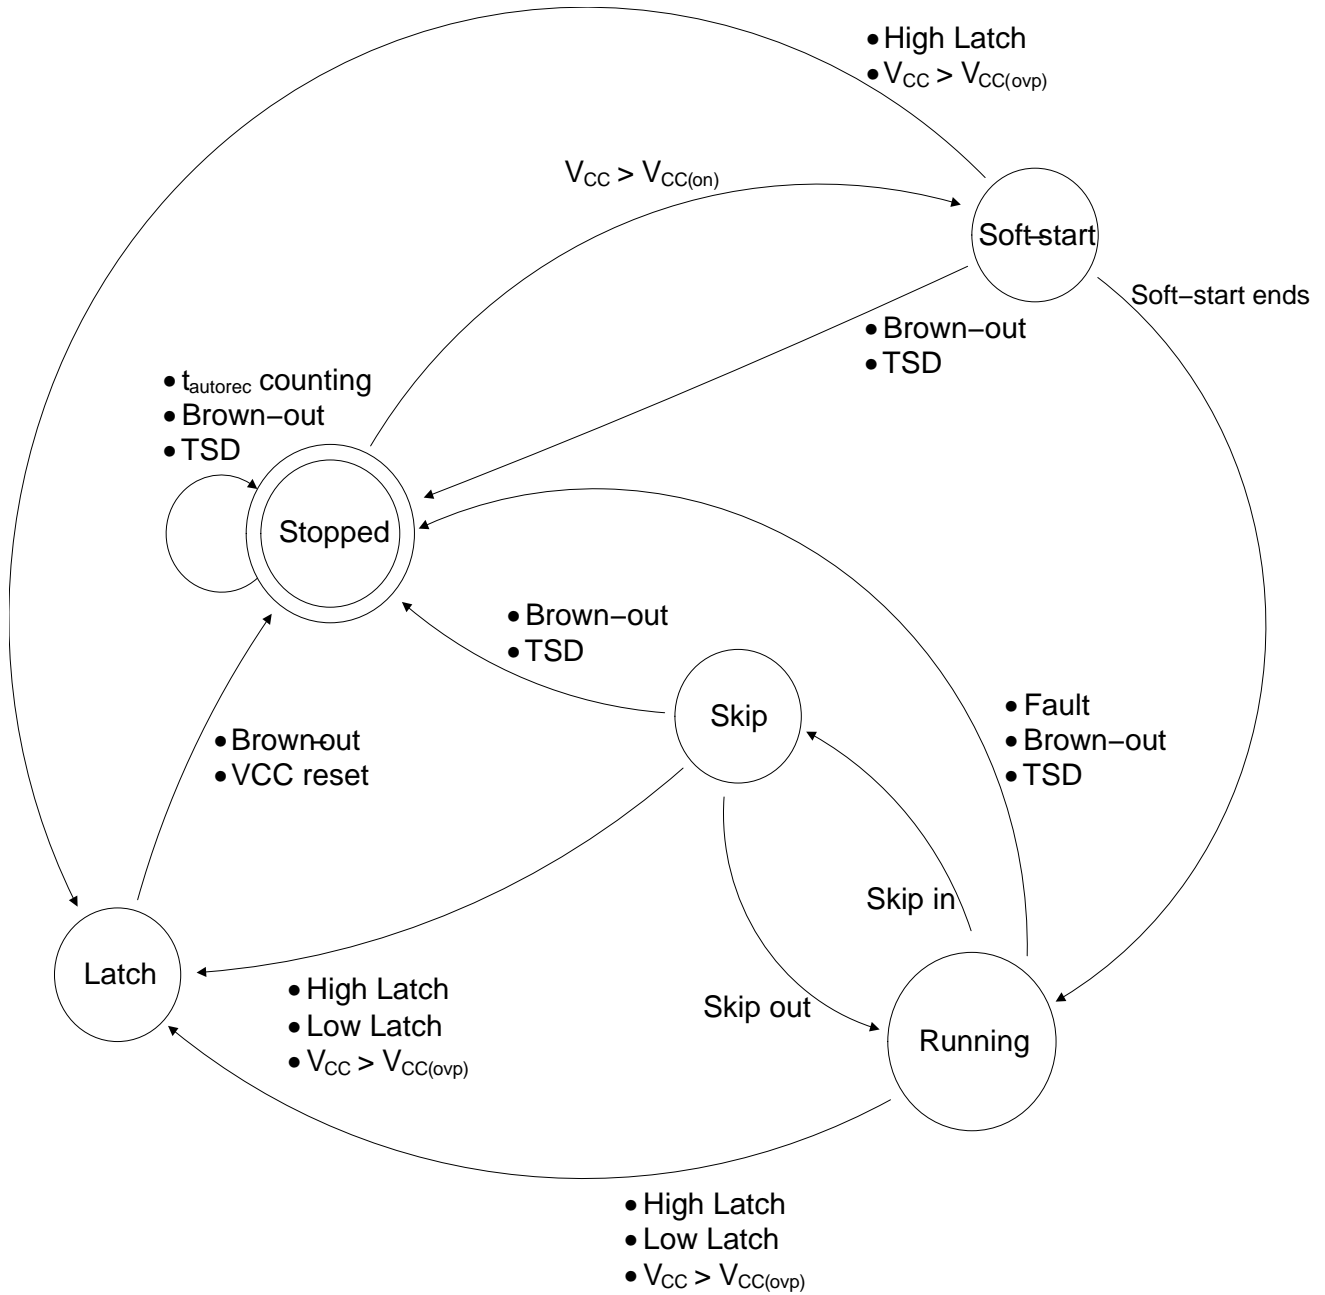 • High Latch
• VCC > VCC(ovp)
VCC > VCC(on)
Soft−start
Soft−start ends
• Brown−out
• TSD
• tautorec counting
• Brown−out
• TSD
Stopped
• Brown−out
• TSD
Skip
• Fault
• Brown−out
• TSD
• Brown−out
• VCC reset
Skip in
Latch
• High Latch
• Low Latch
• VCC > VCC(ovp)
Skip out
Running
• High Latch
• Low Latch
• VCC > VCC(ovp)